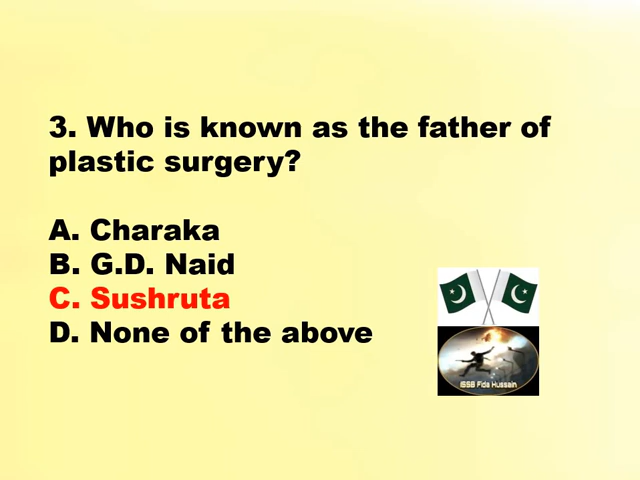 3. Who is known as the father of
plastic surgery?
A. Charaka
B. G.D. Naid
C. Sushruta
D. None of the above
ISSB Fida Hussain